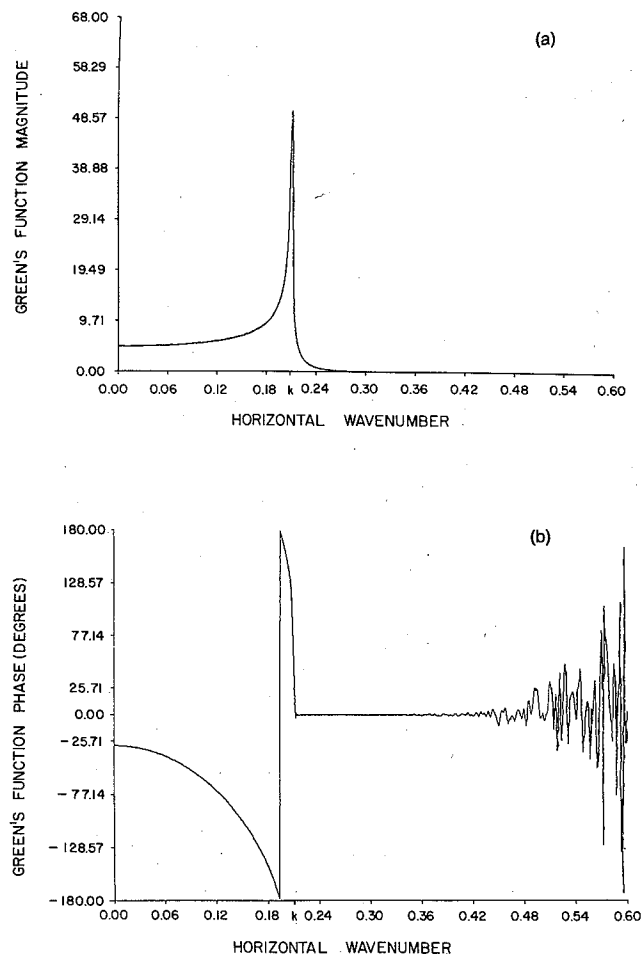 (a)
GREEN'S FUNCTION MAGNITUDE
68.00
58.29
48.57
38.88
29.14
19.49
9.71
0.00
0.00 0.06 0.12 0.18 k 0.24 0.30 0.36 0.42 0.48 0.54 0.60
HORIZONTAL WAVENUMBER
(b)
GREEN'S FUNCTION PHASE (DEGREES)
180.00
128.57
77.14
25.71
0.00
-25.71
-77.14
-128.57
-180.00
0.00 0.06 0.12 0.18 k 0.24 0.30 0.36 0.42 0.48 0.54 0.60
HORIZONTAL WAVENUMBER